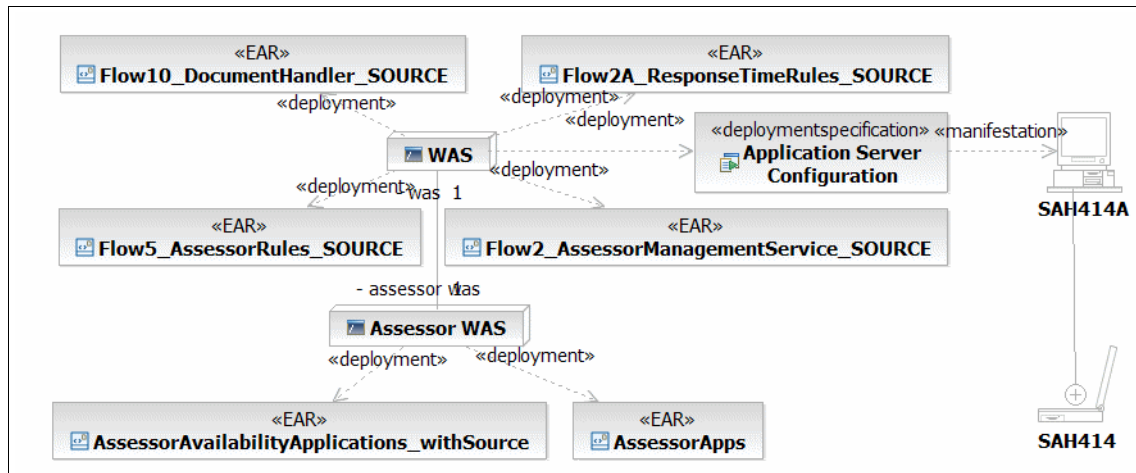 «EAR»
Flow10_DocumentHandler_SOURCE
«EAR»
Flow2A_ResponseTimeRules_SOURCE
«deployment»
«deployment»
«deployment»
«deploymentspecification»
Application Server
Configuration
«manifestation»
WAS
«deployment»
- was 1
«deployment»
SAH414A
«EAR»
Flow5_AssessorRules_SOURCE
«EAR»
Flow2_AssessorManagementService_SOURCE
- assessor was
1
Assessor WAS
«deployment»
«deployment»
«EAR»
AssessorAvailabilityApplications_withSource
«EAR»
AssessorApps
SAH414